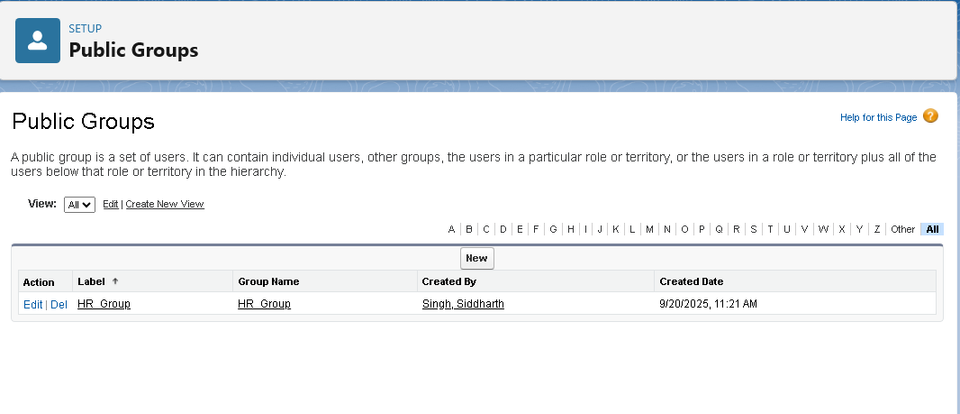 SETUP
Public Groups
Public Groups
Help for this Page ?
A public group is a set of users. It can contain individual users, other groups, the users in a particular role or territory, or the users in a role or territory plus all of the
users below that role or territory in the hierarchy.
View: All Edit | Create New View
A | B | C | D | E | F | G | H | I | J | K | L | M | N | O | P | Q | R | S | T | U | V | W | X | Y | Z | Other | All
New
Action Label ↑ Group Name Created By Created Date
Edit | Del HR_Group HR_Group Singh, Siddharth 9/20/2025, 11:21 AM